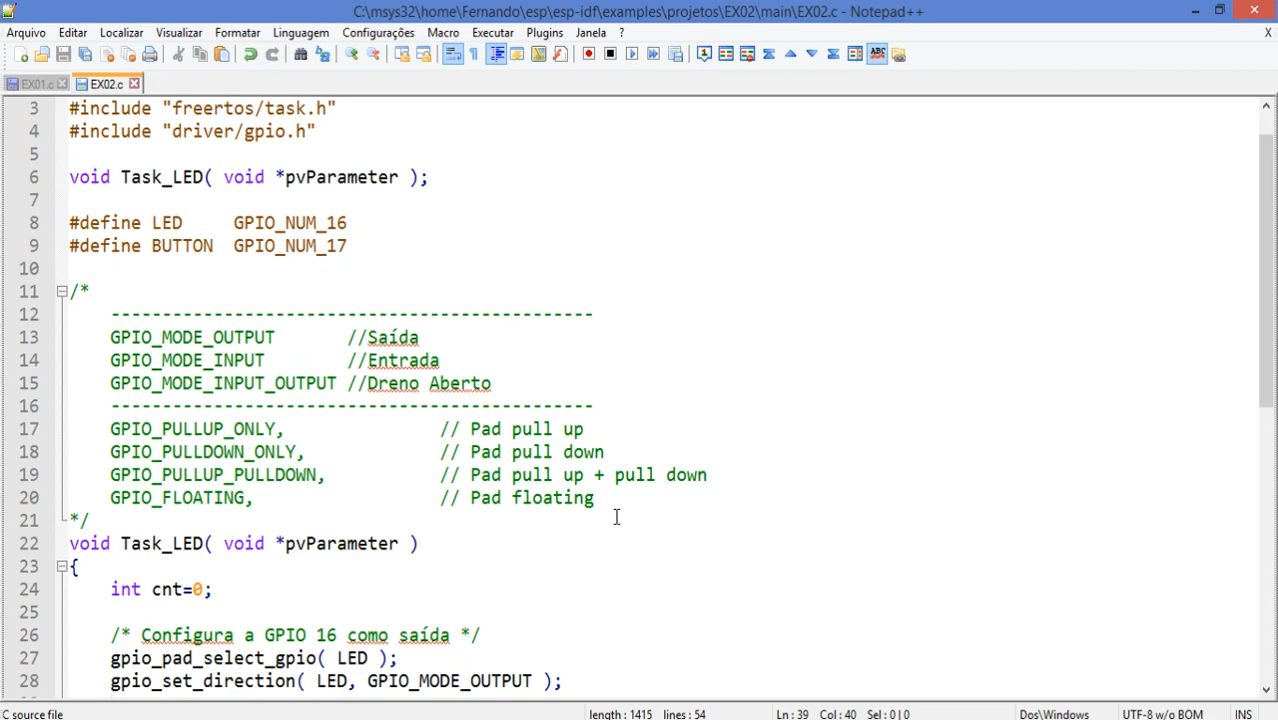 C:\msys32\home\Fernando\esp\esp-idf\examples\projetos\EX02\main\EX02.c - Notepad++
Arquivo Editar Localizar Visualizar Formatar Linguagem Configurações Macro Executar Plugins Janela ? X
EX01.c EX02.c
3 #include "freertos/task.h"
4 #include "driver/gpio.h"
5
6 void Task_LED( void *pvParameter );
7
8 #define LED GPIO_NUM_16
9 #define BUTTON GPIO_NUM_17
10
11 /*
12 -----------------------------------------------
13 GPIO_MODE_OUTPUT //Saída
14 GPIO_MODE_INPUT //Entrada
15 GPIO_MODE_INPUT_OUTPUT //Dreno Aberto
16 -----------------------------------------------
17 GPIO_PULLUP_ONLY, // Pad pull up
18 GPIO_PULLDOWN_ONLY, // Pad pull down
19 GPIO_PULLUP_PULLDOWN, // Pad pull up + pull down
20 GPIO_FLOATING, // Pad floating
21 */
22 void Task_LED( void *pvParameter )
23 {
24 int cnt=0;
25
26 /* Configura a GPIO 16 como saída */
27 gpio_pad_select_gpio( LED );
28 gpio_set_direction( LED, GPIO_MODE_OUTPUT );
C source file length : 1415 lines : 54 Ln : 39 Col : 40 Sel : 0 | 0 Dos\Windows UTF-8 w/o BOM INS